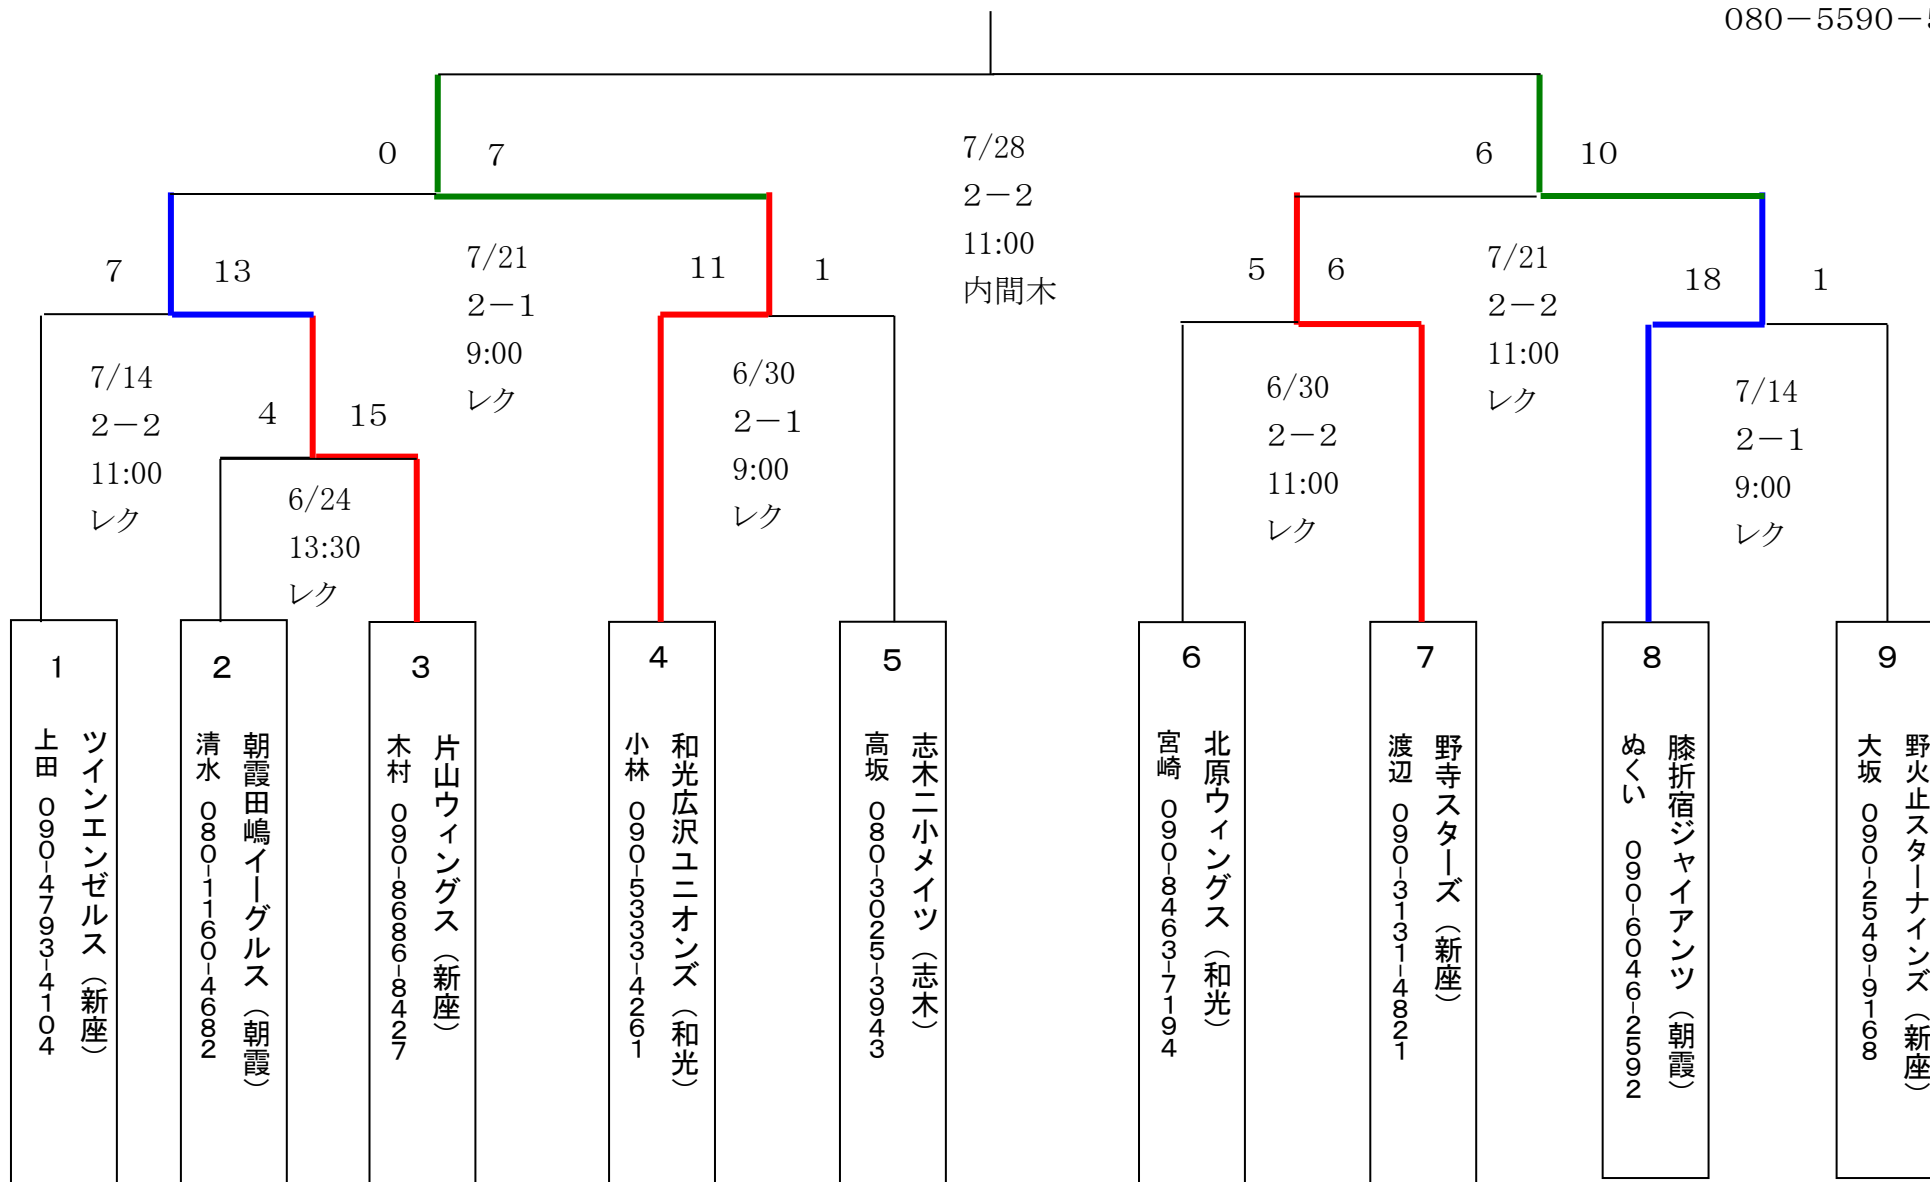 080－5590－5
0
7
7/28
2－2
11:00
内間木
6
10
7
13
7/21
2－1
9:00
レク
11
1
5
6
7/21
2－2
11:00
レク
18
1
7/14
2－2
11:00
レク
4
15
6/24
13:30
レク
6/30
2－1
9:00
レク
6/30
2－2
11:00
レク
7/14
2－1
9:00
レク
1
ツインエンゼルス（新座）
上田 090-4793-4104
2
朝霞田嶋イーグルス（朝霞）
清水 080-1160-4682
3
片山ウィングス（新座）
木村 090-8686-8427
4
和光広沢ユニオンズ（和光）
小林 090-5333-4261
5
志木二小メイツ（志木）
高坂 080-3025-3943
6
北原ウィングス（和光）
宮崎 090-8463-7194
7
野寺スターズ（新座）
渡辺 090-3131-4821
8
膝折宿ジャイアンツ（朝霞）
ぬくい 090-6046-2592
9
野火止スターナインズ（新座）
大坂 090-2549-9168